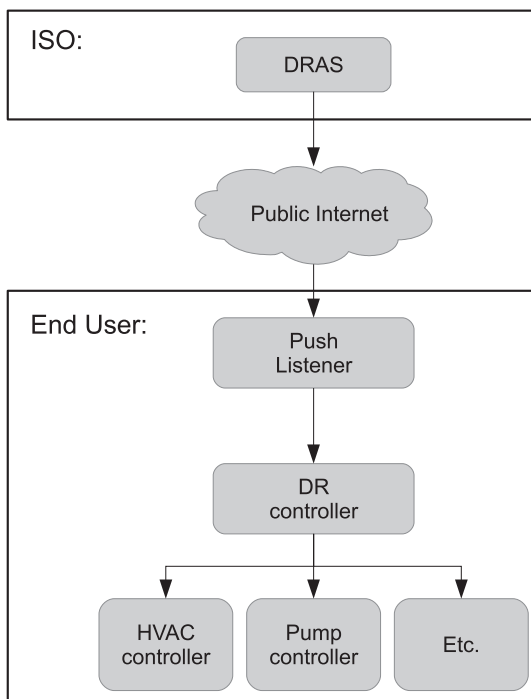 ISO:
DRAS
Public Internet
End User:
Push
Listener
DR
controller
HVAC
controller
Pump
controller
Etc.